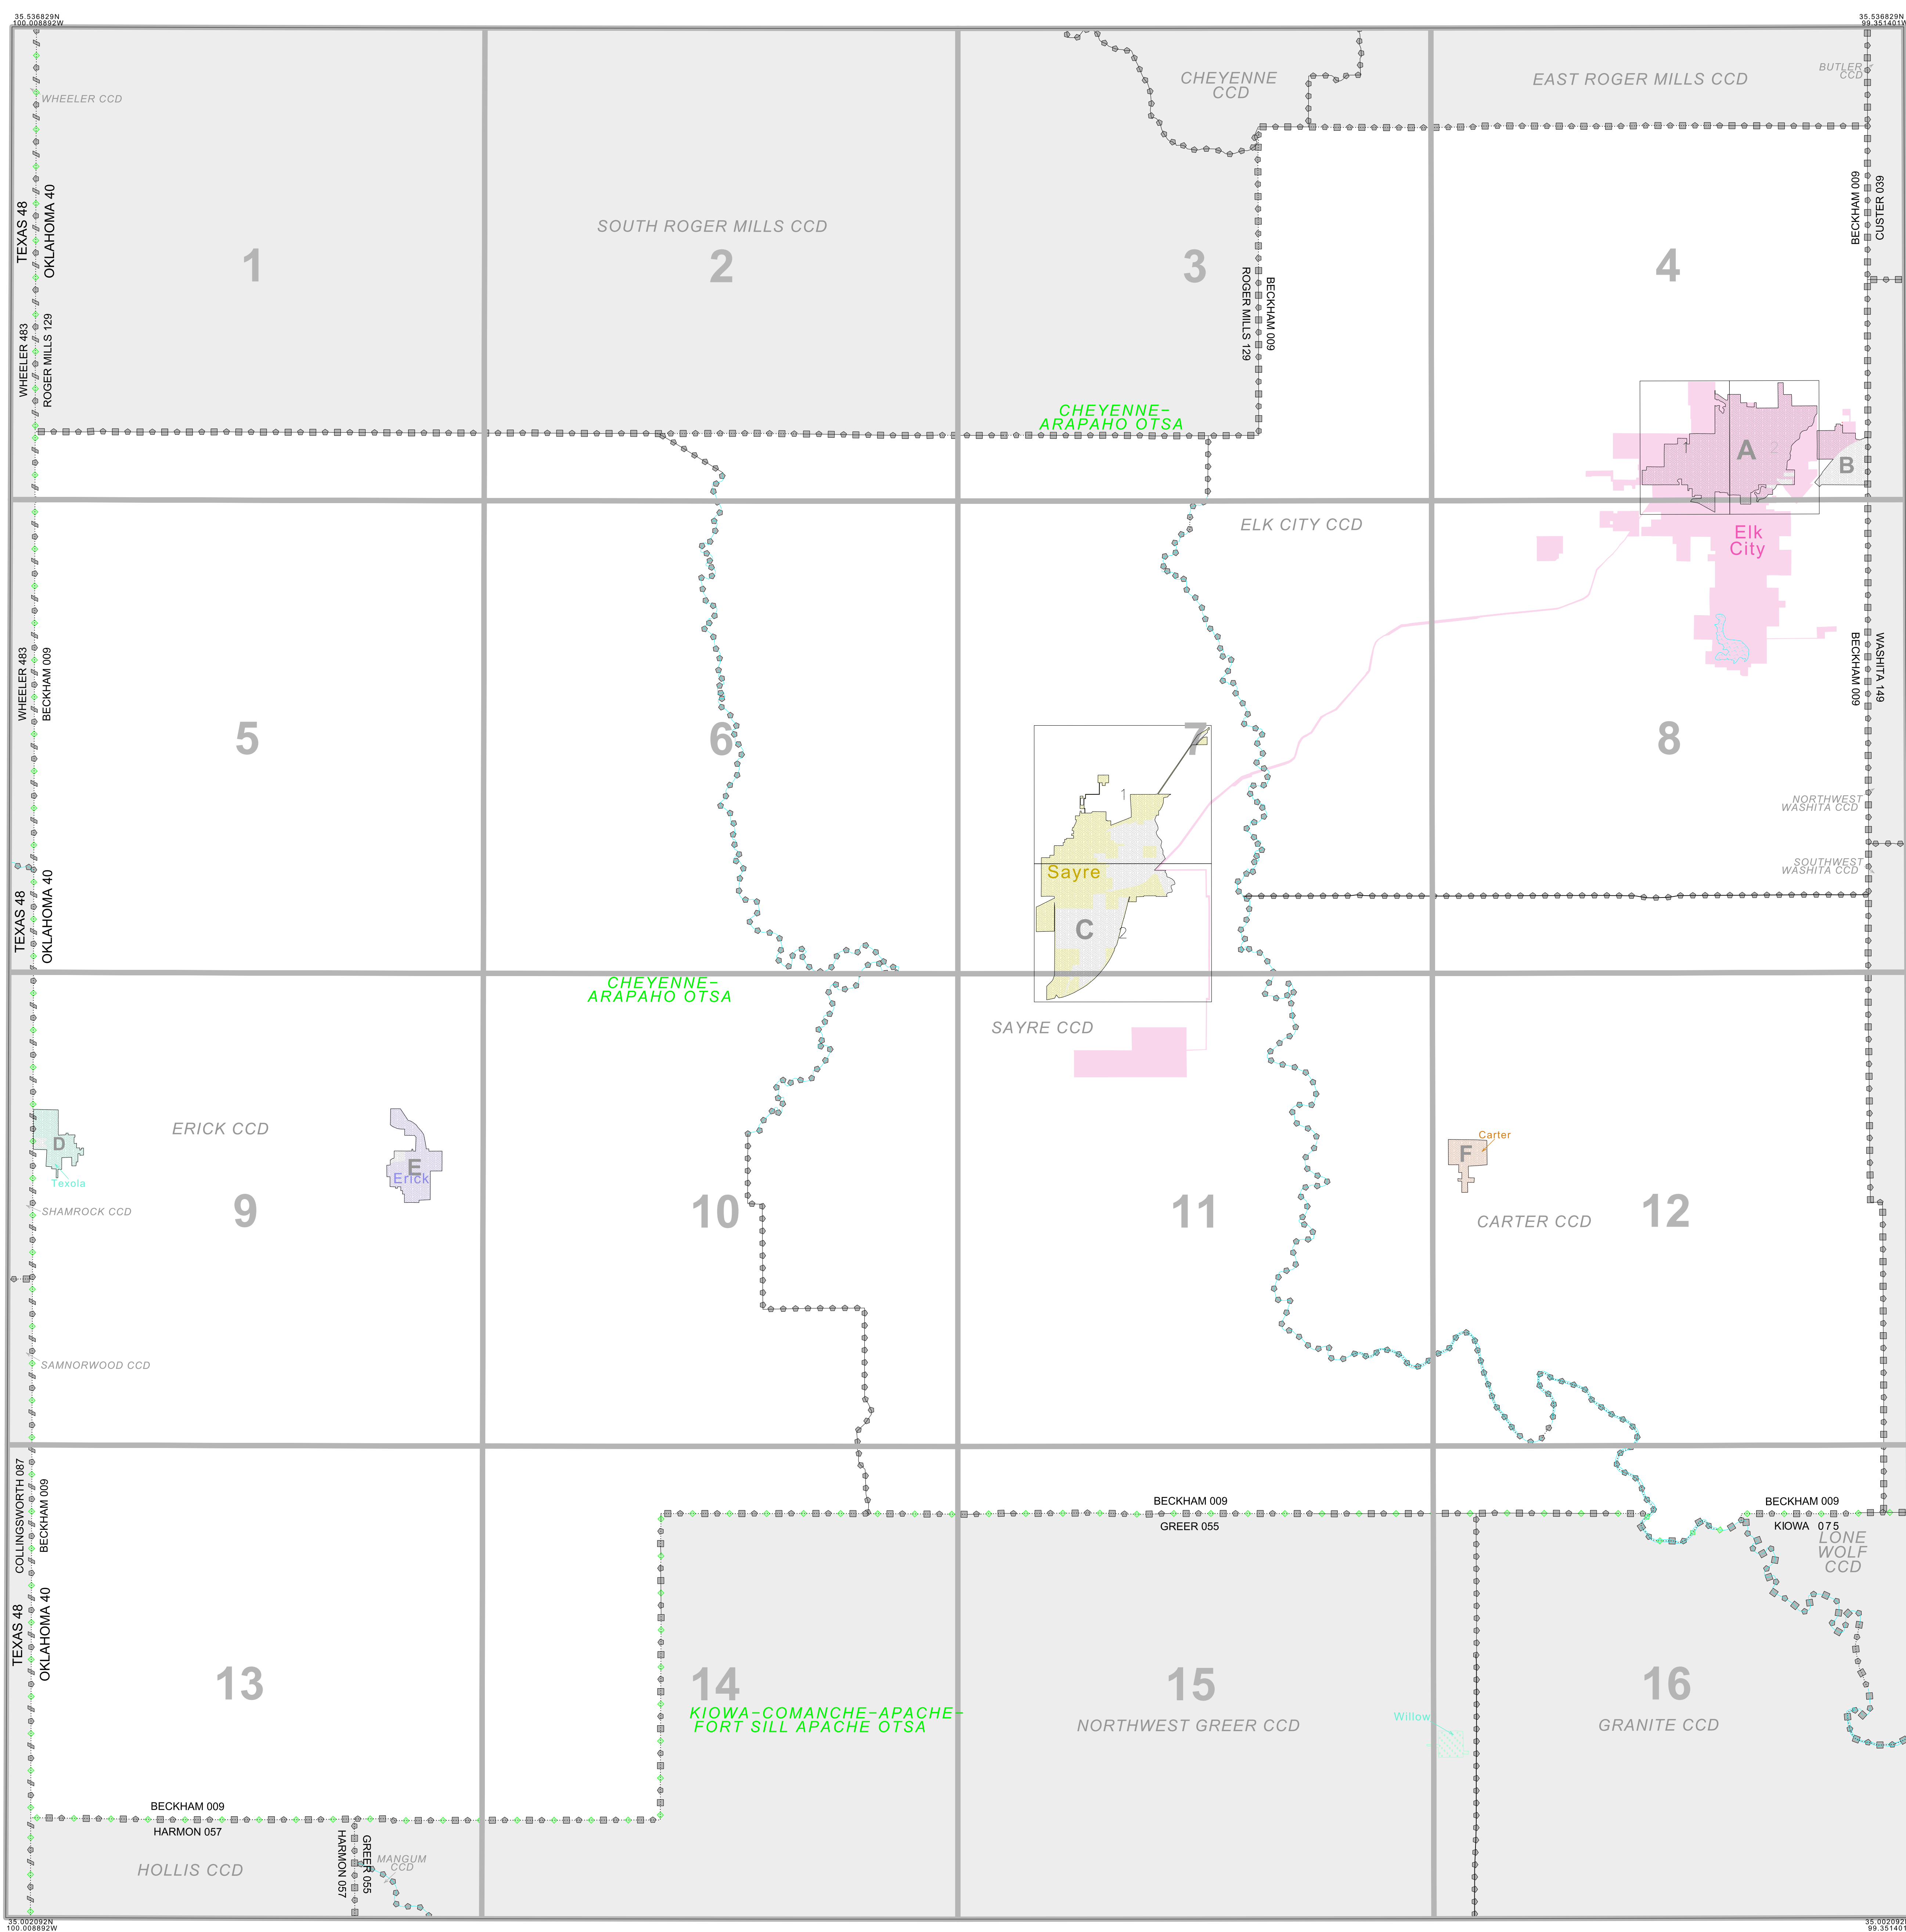 35.536829N
100.008892W
35.536829N
99.351401W
WHEELER CCD
CHEYENNE
CCD
EAST ROGER MILLS CCD
BUTLER
CCD
TEXAS 48
OKLAHOMA 40
SOUTH ROGER MILLS CCD
BECKHAM 009
CUSTER 039
1
2
3
4
WHEELER 483
ROGER MILLS 129
ROGER MILLS 129
BECKHAM 009
CHEYENNE-
ARAPAHO OTSA
1
A
2
B
ELK CITY CCD
Elk
City
WHEELER 483
BECKHAM 009
BECKHAM 009
WASHITA 149
5
6
7
8
1
NORTHWEST
WASHITA CCD
SOUTHWEST
WASHITA CCD
Sayre
TEXAS 48
OKLAHOMA 40
C
2
CHEYENNE-
ARAPAHO OTSA
SAYRE CCD
ERICK CCD
D
Texola
E
Erick
Carter
F
SHAMROCK CCD
9
10
11
12
CARTER CCD
SAMNORWOOD CCD
COLLINGSWORTH 087
BECKHAM 009
BECKHAM 009
GREER 055
BECKHAM 009
KIOWA 075
LONE
WOLF
CCD
TEXAS 48
OKLAHOMA 40
13
14
15
16
KIOWA-COMANCHE-APACHE-
FORT SILL APACHE OTSA
NORTHWEST GREER CCD
Willow
GRANITE CCD
BECKHAM 009
HARMON 057
HOLLIS CCD
HARMON 057
GREER 055
MANGUM
CCD
35.002092N
100.008892W
35.002092N
99.351401W